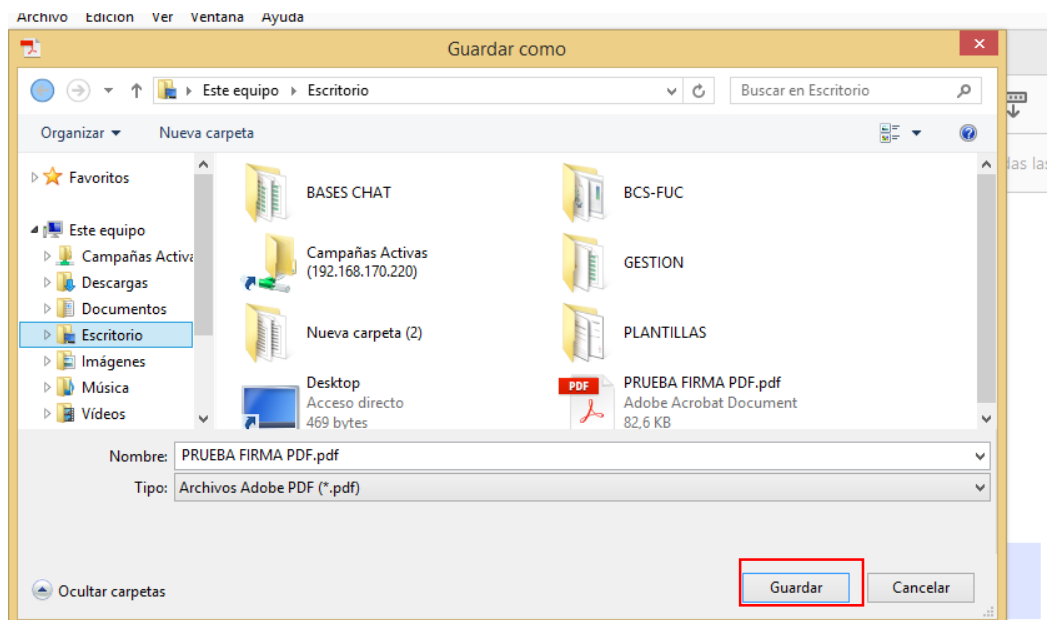 Archivo Edición Ver Ventana Ayuda
Guardar como
Este equipo Escritorio
Buscar en Escritorio
Organizar Nueva carpeta
Favoritos
Este equipo
Campañas Activa
Descargas
Documentos
Escritorio
Imágenes
Música
Vídeos
BASES CHAT
BCS-FUC
Campañas Activas
(192.168.170.220)
GESTION
Nueva carpeta (2)
PLANTILLAS
Desktop
Acceso directo
469 bytes
PDF
PRUEBA FIRMA PDF.pdf
Adobe Acrobat Document
82,6 KB
das las
Nombre: PRUEBA FIRMA PDF.pdf
Tipo: Archivos Adobe PDF (*.pdf)
Ocultar carpetas
Guardar Cancelar